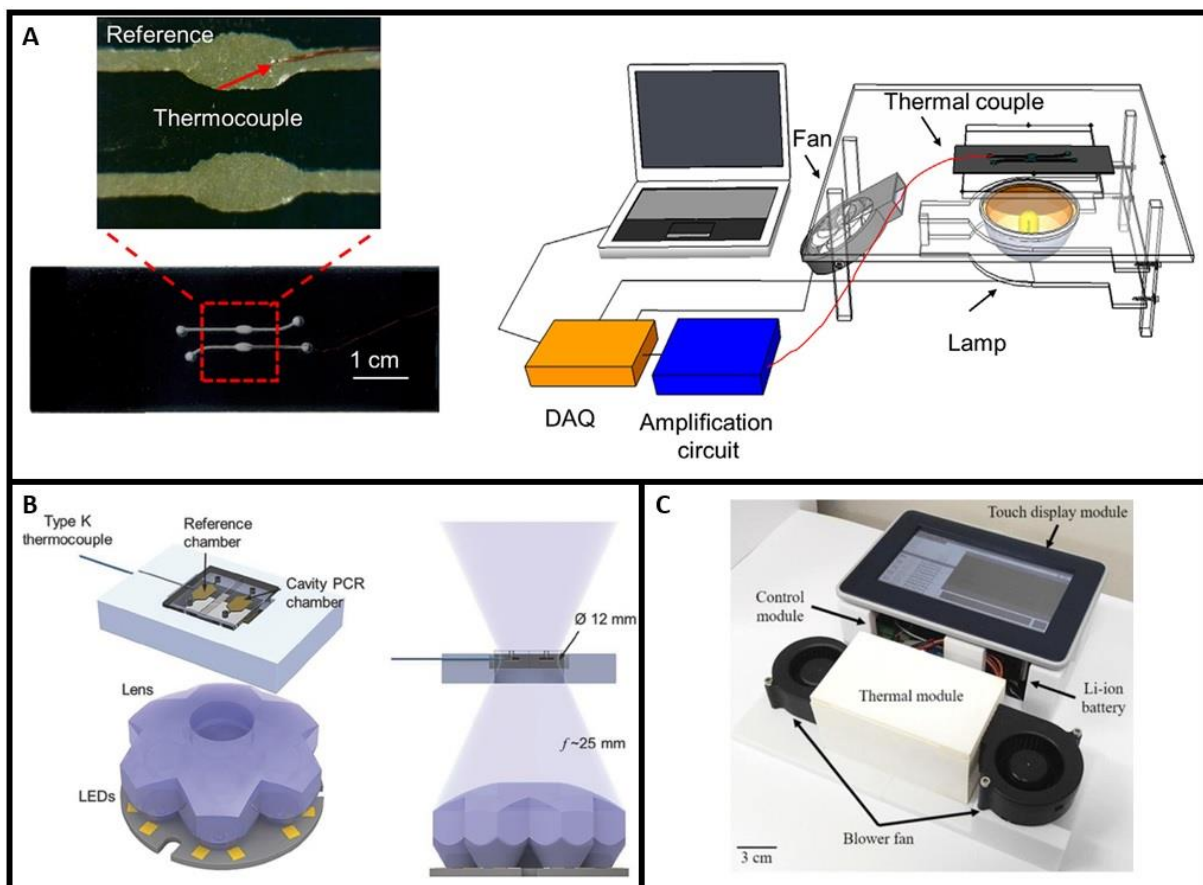 A
Reference
Thermocouple
1 cm
Fan
Thermal couple
Lamp
DAQ
Amplification
circuit
B
Type K
thermocouple
Reference
chamber
Cavity PCR
chamber
Ø 12 mm
Lens
f ~25 mm
LEDs
C
Touch display module
Control
module
Thermal module
Li-ion
battery
Blower fan
3 cm